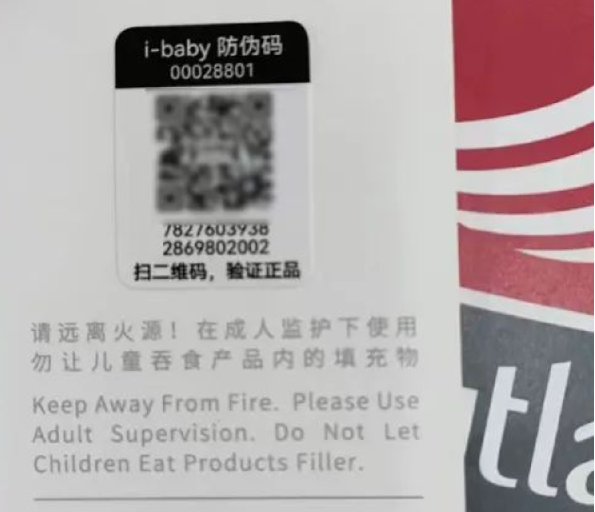 i-baby 防伪码
00028801
7827603938
2869802002
扫二维码，验证正品
请远离火源！在成人监护下使用
勿让儿童吞食产品内的填充物
Keep Away From Fire. Please Use
Adult Supervision. Do Not Let
Children Eat Products Filler.
tla